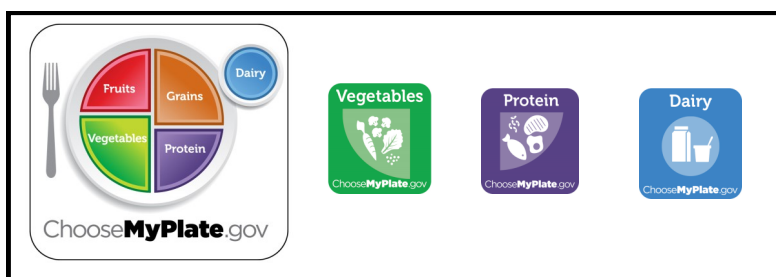 Fruits
Grains
Dairy
Vegetables
Protein
ChooseMyPlate.gov
Vegetables
ChooseMyPlate.gov
Protein
ChooseMyPlate.gov
Dairy
ChooseMyPlate.gov